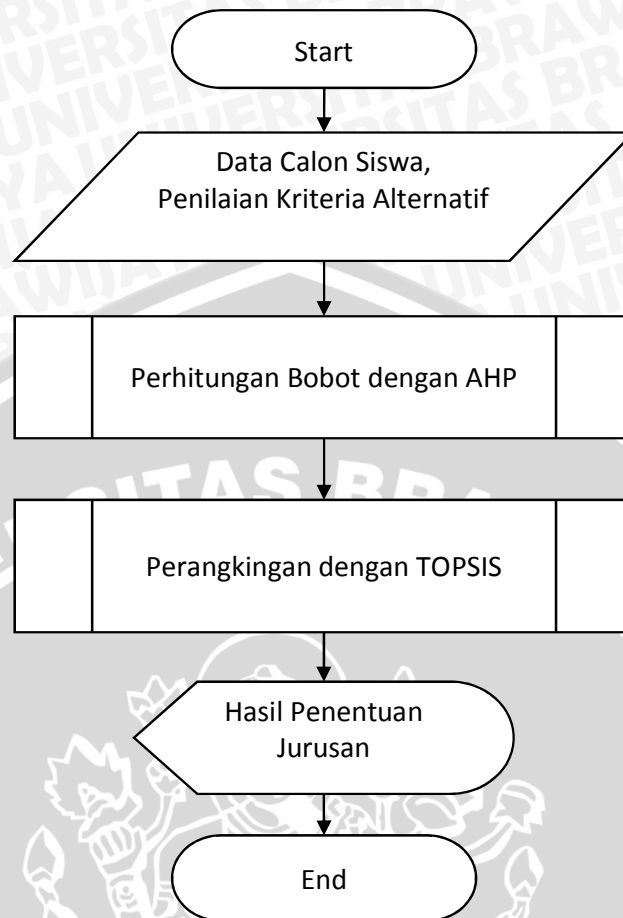 Start
Data Calon Siswa,
Penilaian Kriteria Alternatif
Perhitungan Bobot dengan AHP
Perangkingan dengan TOPSIS
Hasil Penentuan
Jurusan
End